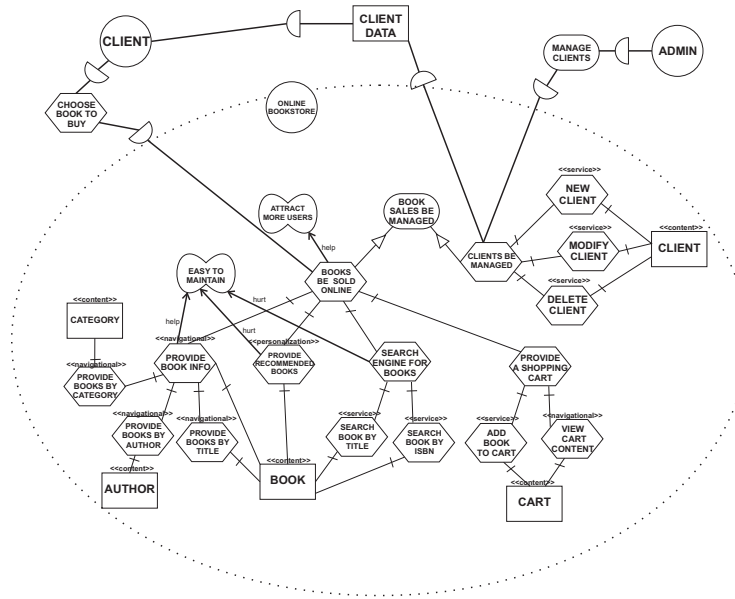 CLIENT
CLIENT
DATA
MANAGE
CLIENTS
ADMIN
CHOOSE
BOOK TO
BUY
ONLINE
BOOKSTORE
ATTRACT
MORE USERS
BOOK
SALES BE
MANAGED
<<service>>
NEW
CLIENT
<<service>>
MODIFY
CLIENT
<<content>>
CLIENT
help
CLIENTS BE
MANAGED
EASY TO
MAINTAIN
BOOKS
BE SOLD
ONLINE
<<service>>
DELETE
CLIENT
<<content>>
CATEGORY
help
hurt
hurt
<<navigational>>
PROVIDE
BOOK INFO
<<personalization>>
PROVIDE
RECOMMENDED
BOOKS
SEARCH
ENGINE FOR
BOOKS
PROVIDE
A SHOPPING
CART
<<navigational>>
PROVIDE
BOOKS BY
CATEGORY
<<navigational>>
PROVIDE
BOOKS BY
AUTHOR
<<navigational>>
PROVIDE
BOOKS BY
TITLE
<<service>>
SEARCH
BOOK BY
TITLE
<<service>>
SEARCH
BOOK BY
ISBN
<<service>>
ADD
BOOK
TO CART
<<navigational>>
VIEW
CART
CONTENT
<<content>>
AUTHOR
<<content>>
BOOK
<<content>>
CART